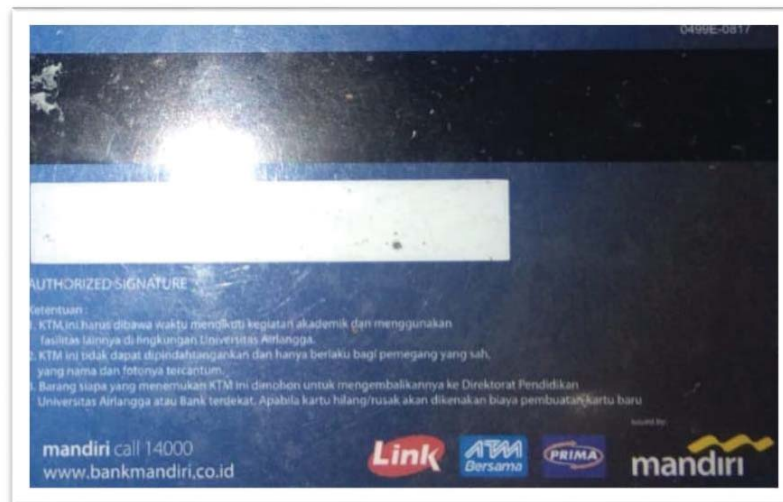 0499E-0817
AUTHORIZED SIGNATURE
Ketentuan :
1. KTM ini harus dibawa waktu mengikuti kegiatan akademik dan menggunakan
fasilitas lainnya di lingkungan Universitas Airlangga.
2. KTM ini tidak dapat dipindahtangankan dan hanya berlaku bagi pemegang yang sah,
yang nama dan fotonya tercantum.
3. Barang siapa yang menemukan KTM ini dimohon untuk mengembalikannya ke Direktorat Pendidikan
Universitas Airlangga atau Bank terdekat. Apabila kartu hilang/rusak akan dikenakan biaya pembuatan kartu baru
issued by:
mandiri call 14000
www.bankmandiri.co.id
Link
ATM
Bersama
PRIMA
mandiri